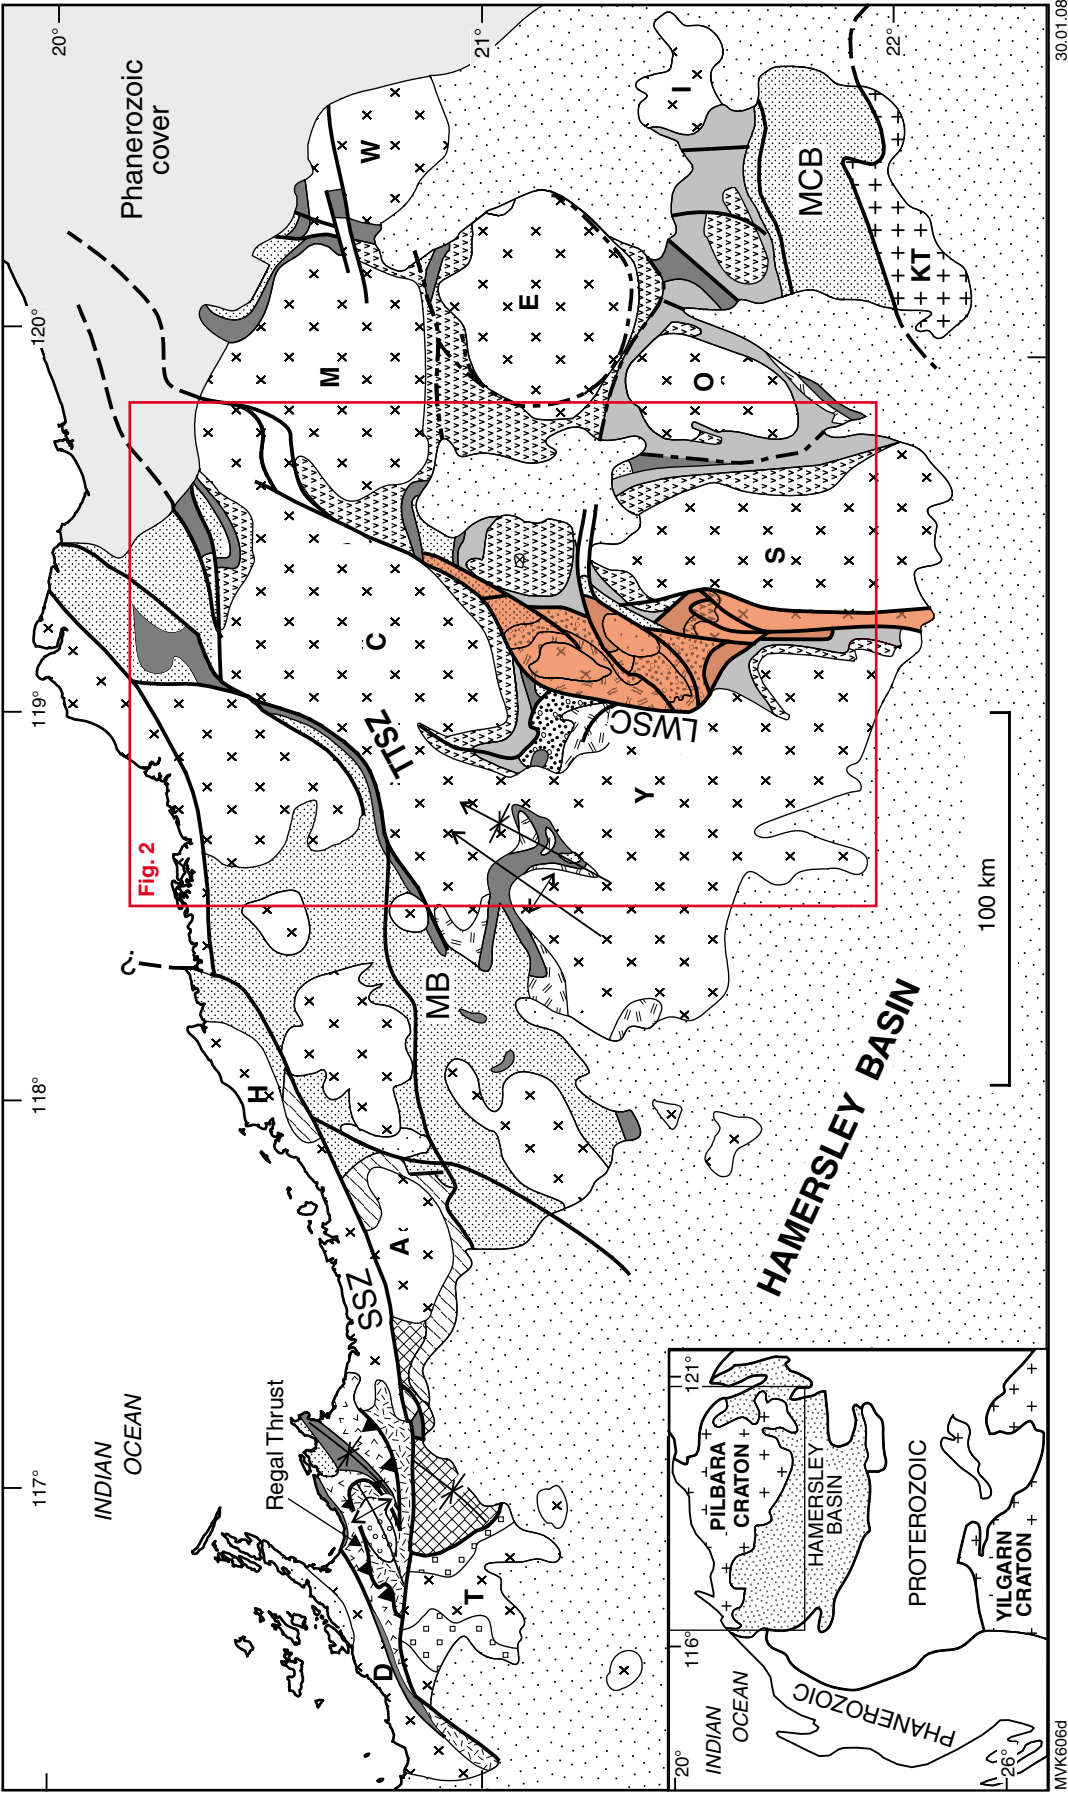 20°
21°
22°
120°
119°
118°
117°
Phanerozoic
cover
W
I
MCB
KT
M
E
O
C
S
TTSZ
LWSC
Y
Fig. 2
MB
?
H
A
SSZ
INDIAN
OCEAN
Regal Thrust
D
T
100 km
HAMERSLEY BASIN
121°
116°
20°
26°
PILBARA
CRATON
HAMERSLEY
BASIN
PROTEROZOIC
YILGARN
CRATON
INDIAN
OCEAN
PHANEROZOIC
MVK606d
30.01.08